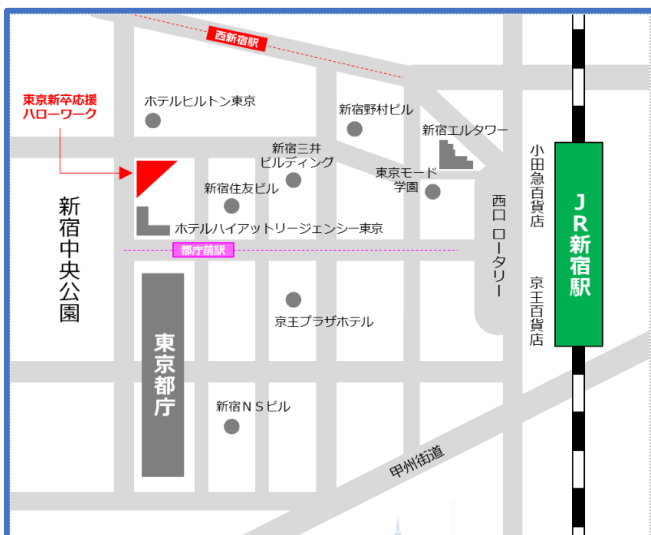 西新宿駅
東京新卒応援
ハローワーク
ホテルヒルトン東京
新宿野村ビル
新宿エルタワー
新宿三井
ビルディング
東京モード
学園
新宿住友ビル
ホテルハイアットリージェンシー東京
都庁前駅
新宿中央公園
西口 ロータリー
小田急百貨店
京王百貨店
JR新宿駅
京王プラザホテル
東京都庁
新宿NSビル
甲州街道